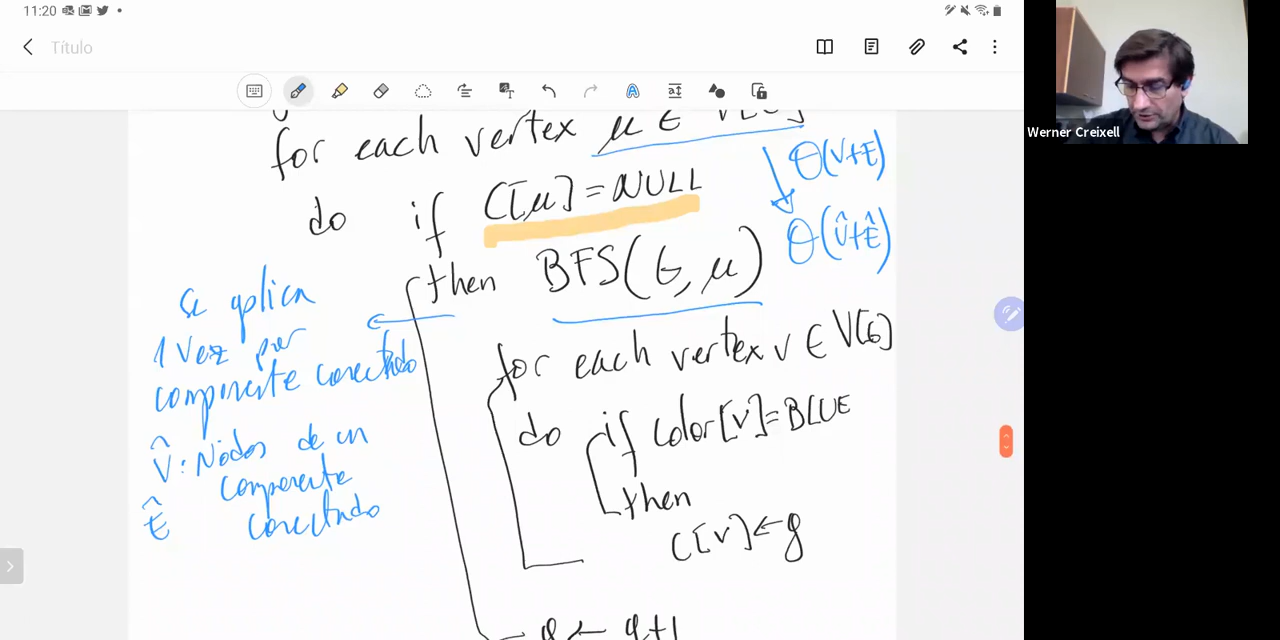 11:20
Título
Werner Creixell
for each vertex μ ∈ V[G]
Θ(V+E)
do if C[μ]=NULL
Θ(V̂+Ê)
then BFS(G, μ)
se aplica
1 vez por
componente conectado
for each vertex v ∈ V[G]
do if color[v]=BLUE
V̂: Nodos de un
componente
Ê conectado
then
C[v]←g
g ← g+1